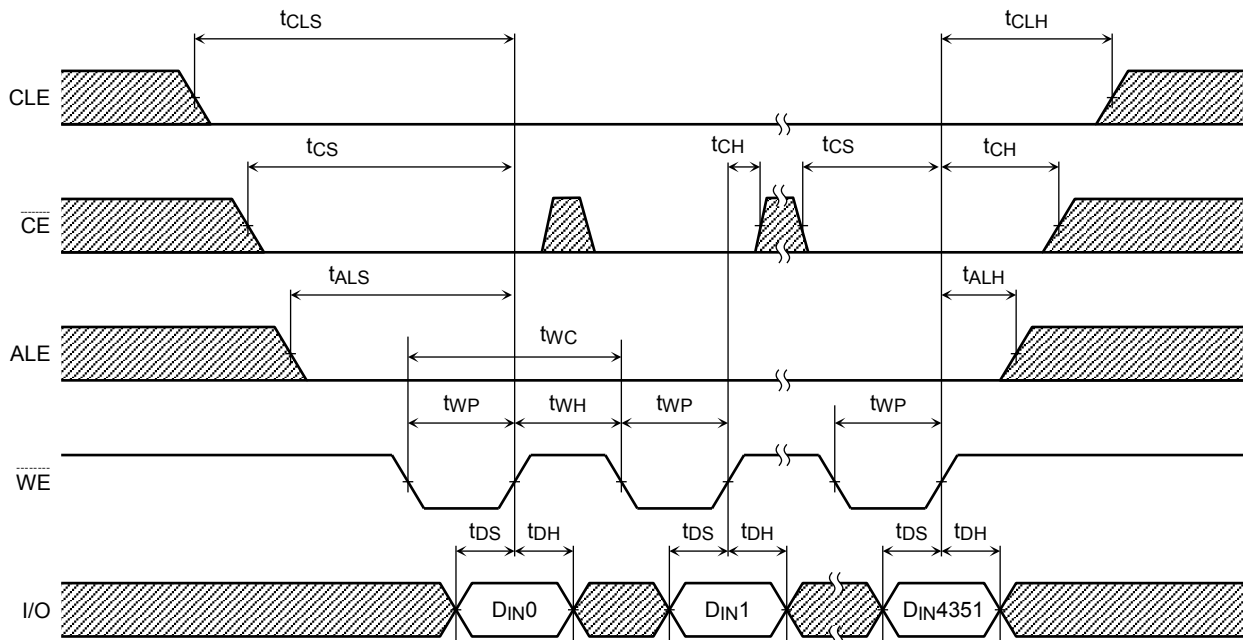 tCLS
tCLH
CLE
tCS
tCH
tCS
tCH
CE
tALS
tALH
tWC
ALE
tWP
tWH
tWP
tWP
WE
tDS
tDH
tDS
tDH
tDS
tDH
I/O
DIN0
DIN1
DIN4351